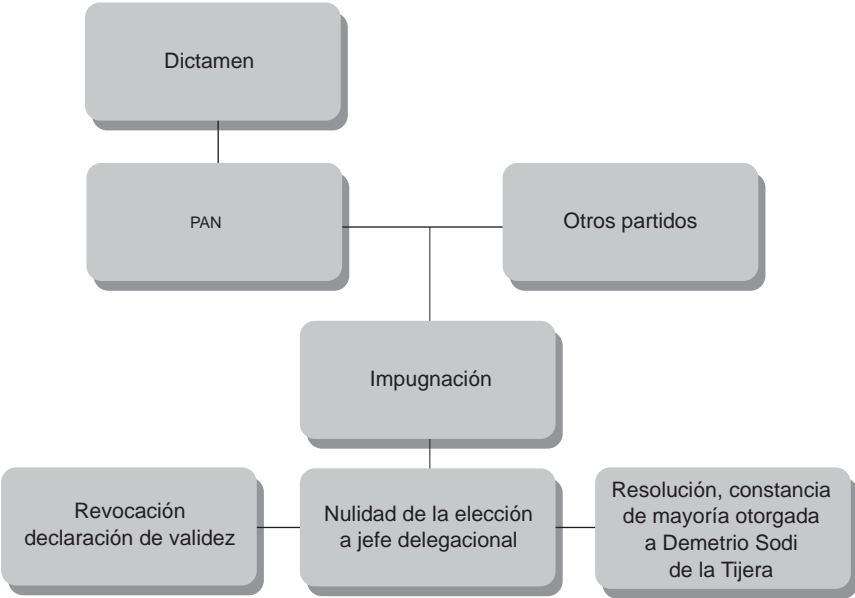 Dictamen
PAN
Otros partidos
Impugnación
Revocación
declaración de validez
Nulidad de la elección
a jefe delegacional
Resolución, constancia
de mayoría otorgada
a Demetrio Sodi
de la Tijera